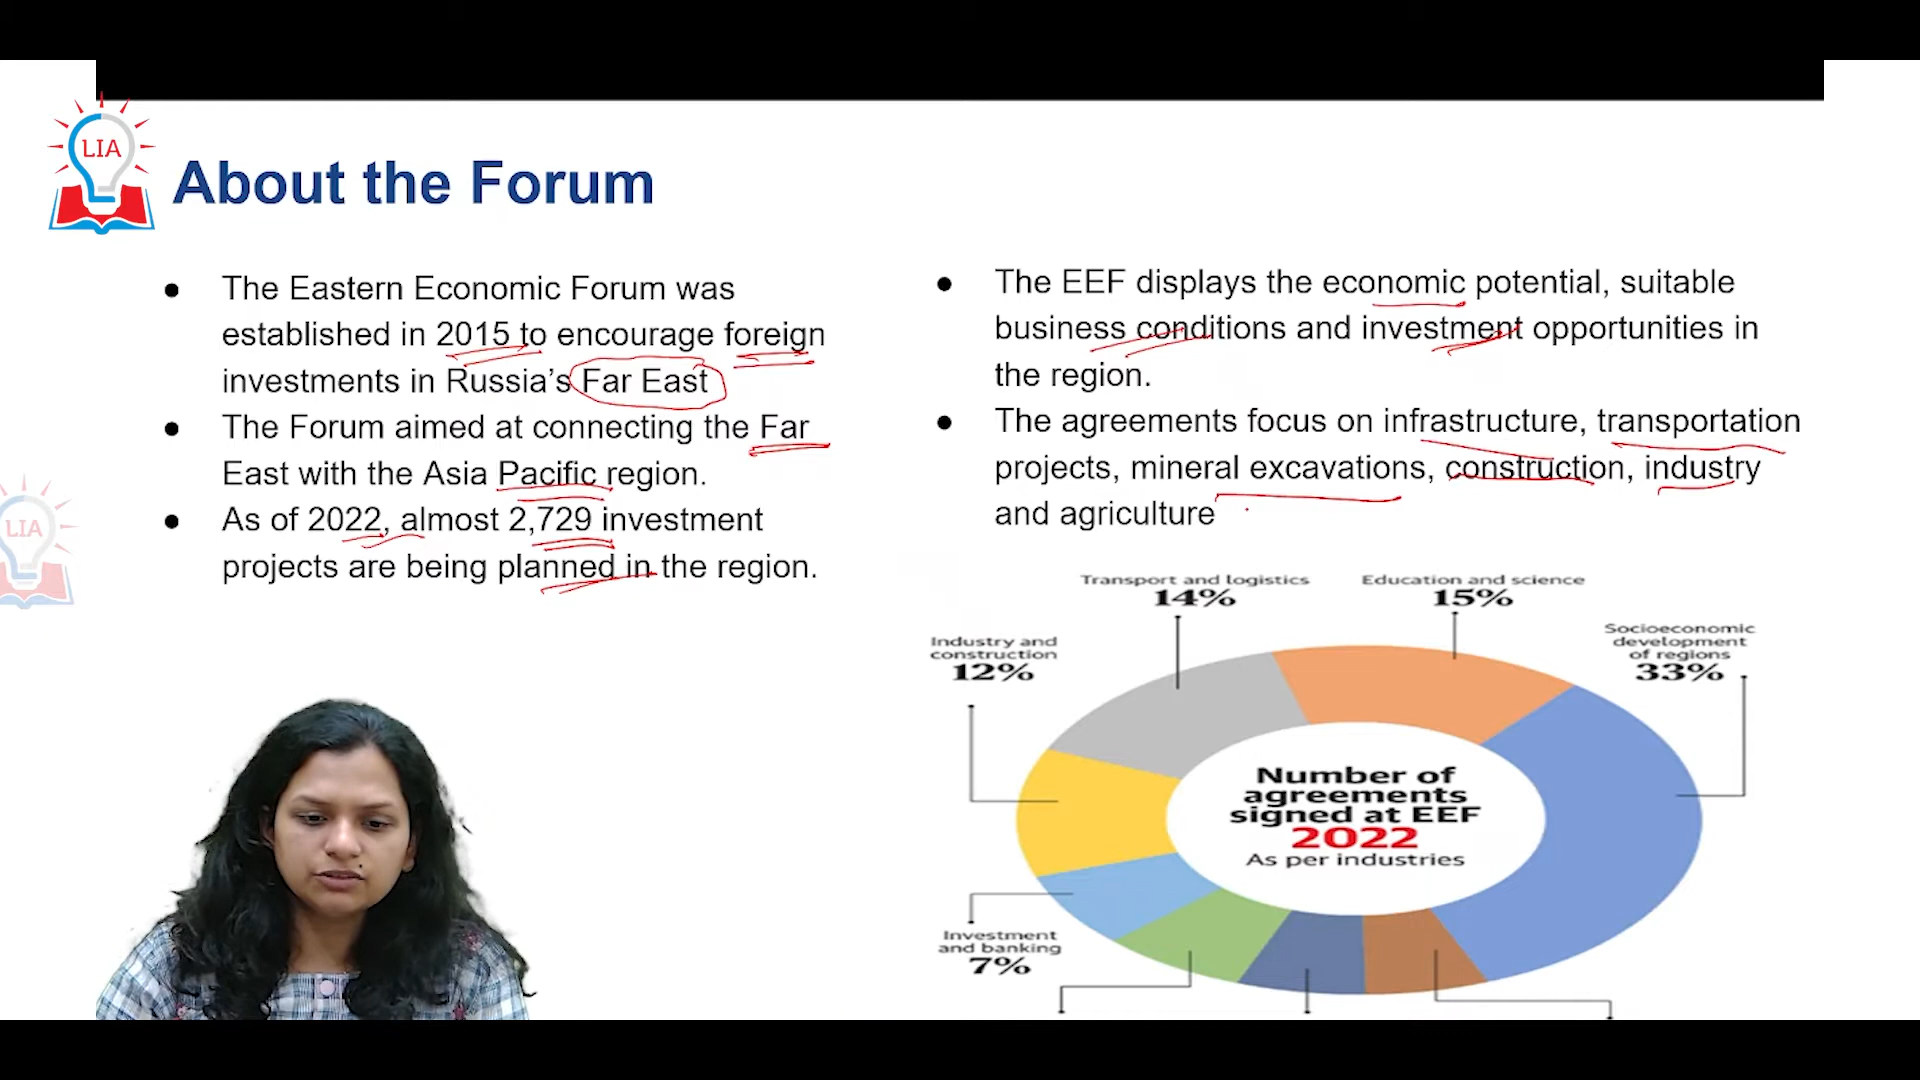 LIA
About the Forum
● The Eastern Economic Forum was
established in 2015 to encourage foreign
investments in Russia’s Far East
● The Forum aimed at connecting the Far
East with the Asia Pacific region.
● As of 2022, almost 2,729 investment
projects are being planned in the region.
● The EEF displays the economic potential, suitable
business conditions and investment opportunities in
the region.
● The agreements focus on infrastructure, transportation
projects, mineral excavations, construction, industry
and agriculture
LIA
Transport and logistics
14%
Education and science
15%
Socioeconomic
development
of regions
33%
Industry and
construction
12%
Number of
agreements
signed at EEF
2022
As per industries
Investment
and banking
7%